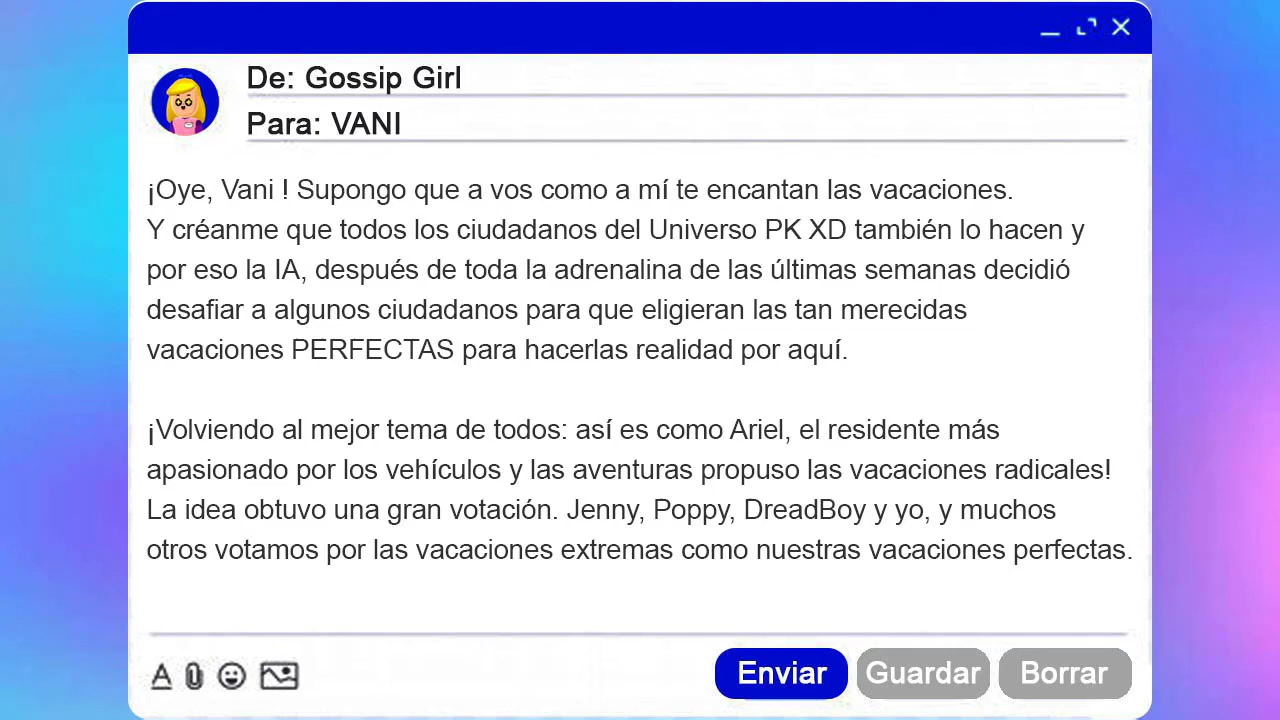 De: Gossip Girl
Para: VANI
¡Oye, Vani ! Supongo que a vos como a mí te encantan las vacaciones.
Y créanme que todos los ciudadanos del Universo PK XD también lo hacen y
por eso la IA, después de toda la adrenalina de las últimas semanas decidió
desafiar a algunos ciudadanos para que eligieran las tan merecidas
vacaciones PERFECTAS para hacerlas realidad por aquí.
¡Volviendo al mejor tema de todos: así es como Ariel, el residente más
apasionado por los vehículos y las aventuras propuso las vacaciones radicales!
La idea obtuvo una gran votación. Jenny, Poppy, DreadBoy y yo, y muchos
otros votamos por las vacaciones extremas como nuestras vacaciones perfectas.
A
Enviar Guardar Borrar